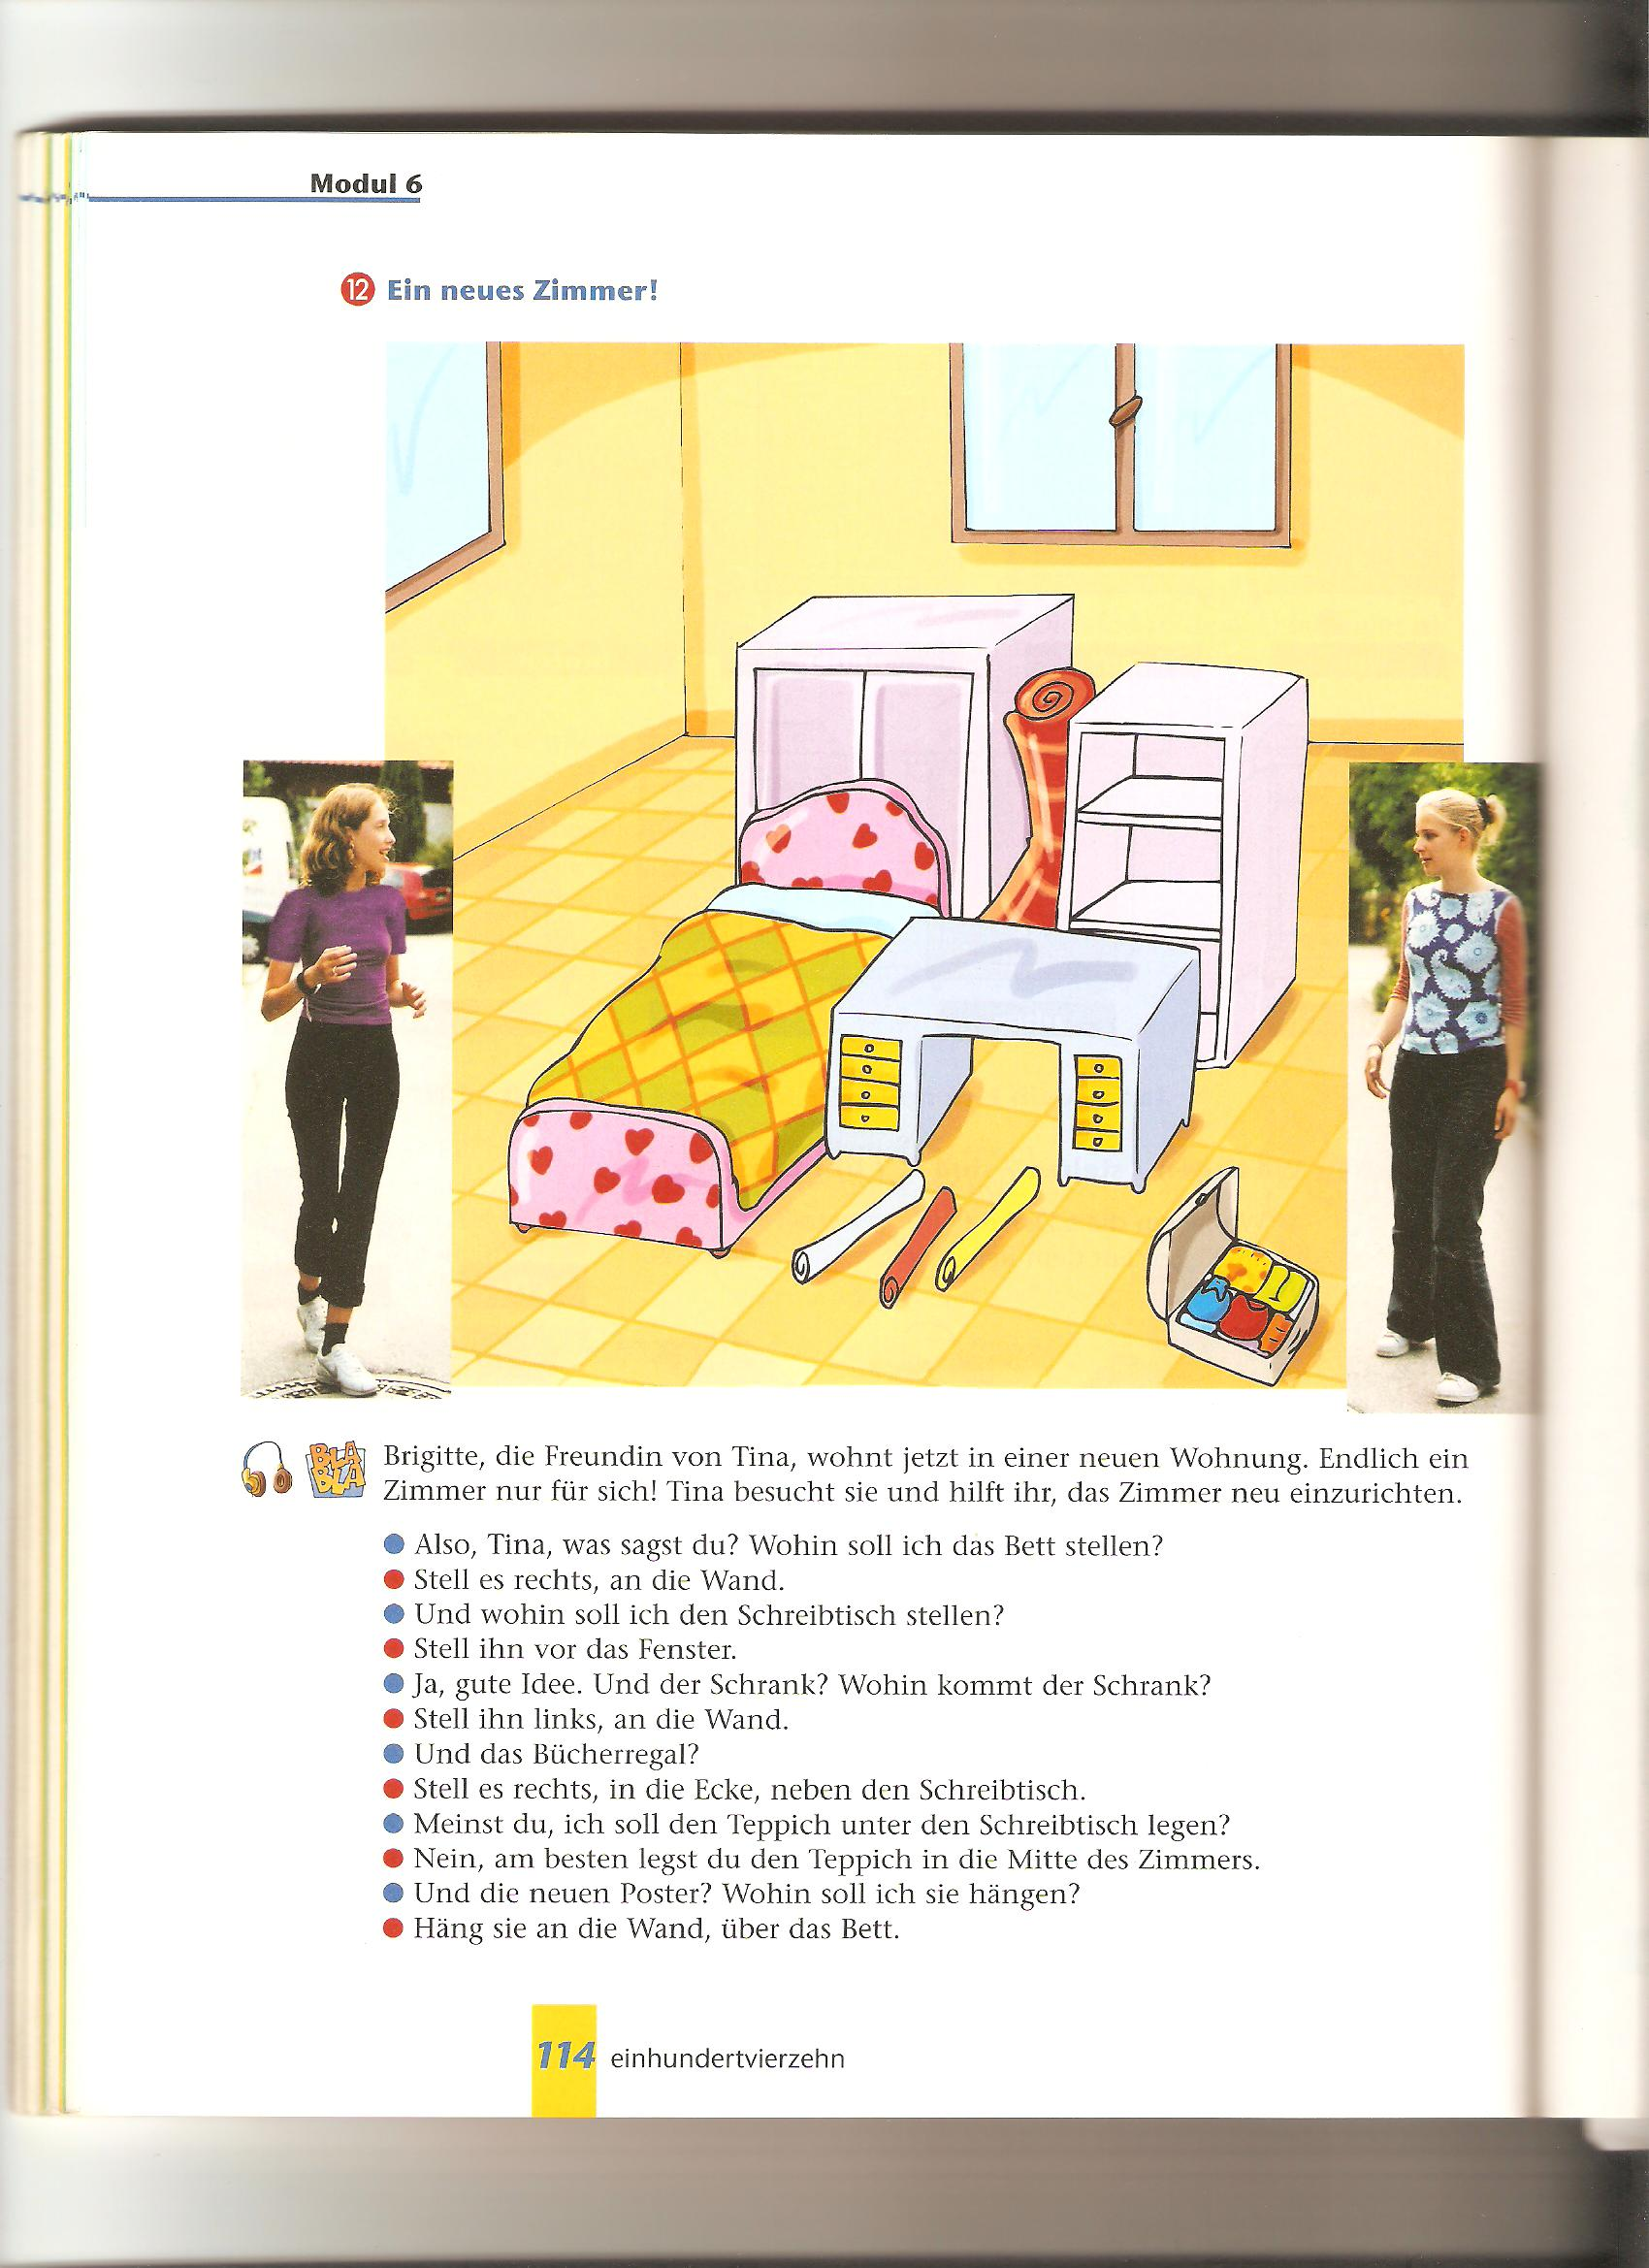 Modul 6
12 Ein neues Zimmer!
BLA
BLA
Brigitte, die Freundin von Tina, wohnt jetzt in einer neuen Wohnung. Endlich ein
Zimmer nur für sich! Tina besucht sie und hilft ihr, das Zimmer neu einzurichten.
● Also, Tina, was sagst du? Wohin soll ich das Bett stellen?
● Stell es rechts, an die Wand.
● Und wohin soll ich den Schreibtisch stellen?
● Stell ihn vor das Fenster.
● Ja, gute Idee. Und der Schrank? Wohin kommt der Schrank?
● Stell ihn links, an die Wand.
● Und das Bücherregal?
● Stell es rechts, in die Ecke, neben den Schreibtisch.
● Meinst du, ich soll den Teppich unter den Schreibtisch legen?
● Nein, am besten legst du den Teppich in die Mitte des Zimmers.
● Und die neuen Poster? Wohin soll ich sie hängen?
● Häng sie an die Wand, über das Bett.
114 einhundertvierzehn